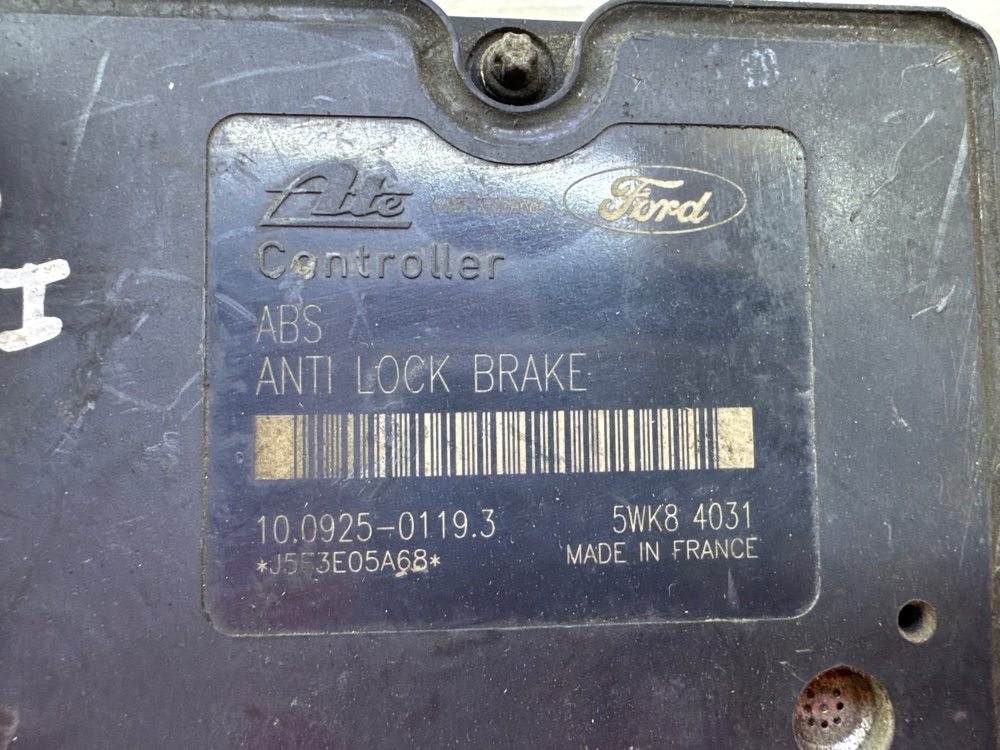 Ate
Ford
Controller
ABS
ANTI LOCK BRAKE
10.0925-0119.3
5WK8 4031
*J5F3E05A68*
MADE IN FRANCE